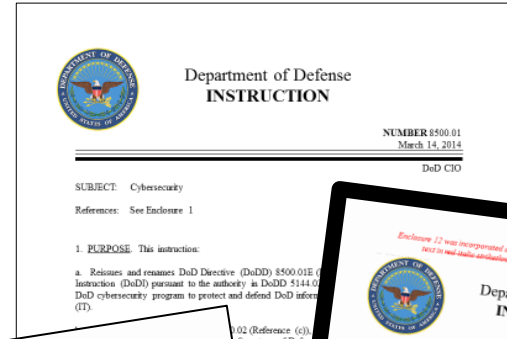 Department of Defense
INSTRUCTION
NUMBER 8500.01
March 14, 2014
DoD CIO
SUBJECT: Cybersecurity
References: See Enclosure 1
1. PURPOSE. This instruction:
a. Reissues and renames DoD Directive (DoDD) 8500.01E
Instruction (DoDI) pursuant to the authority in DoDD 5144.0
DoD cybersecurity program to protect and defend DoD inform
(IT).
0.02 (Reference (c)),
Enclosure 12 was incorporated
text in red italic
Depa
IN
DEPARTMENT OF DEFENSE
UNITED STATES OF AMERICA